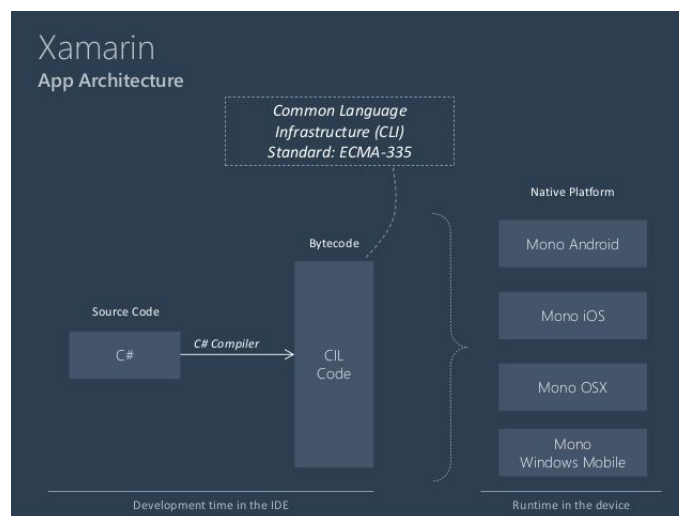 Xamarin
App Architecture
Common Language
Infrastructure (CLI)
Standard: ECMA-335
Native Platform
Mono Android
Bytecode
Mono iOS
Source Code
C#
C# Compiler
CIL
Code
Mono OSX
Mono
Windows Mobile
Development time in the IDE
Runtime in the device